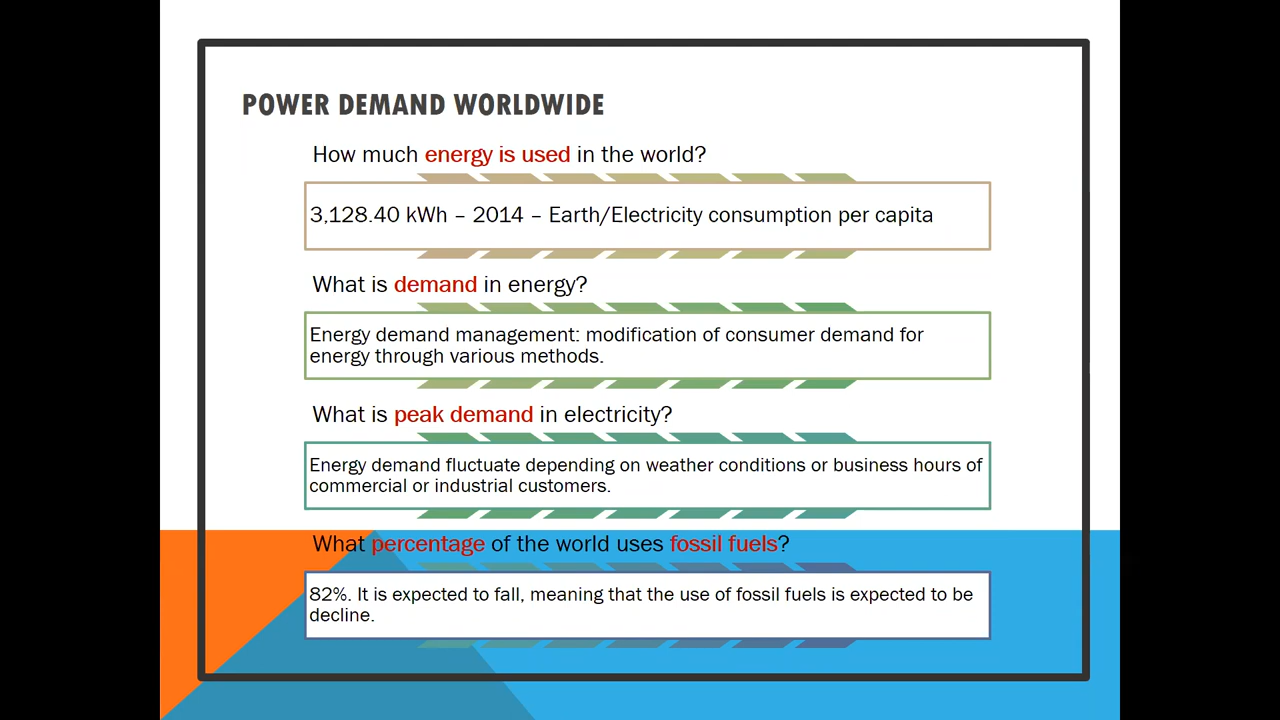 POWER DEMAND WORLDWIDE
How much energy is used in the world?
3,128.40 kWh – 2014 – Earth/Electricity consumption per capita
What is demand in energy?
Energy demand management: modification of consumer demand for
energy through various methods.
What is peak demand in electricity?
Energy demand fluctuate depending on weather conditions or business hours of
commercial or industrial customers.
What percentage of the world uses fossil fuels?
82%. It is expected to fall, meaning that the use of fossil fuels is expected to be
decline.